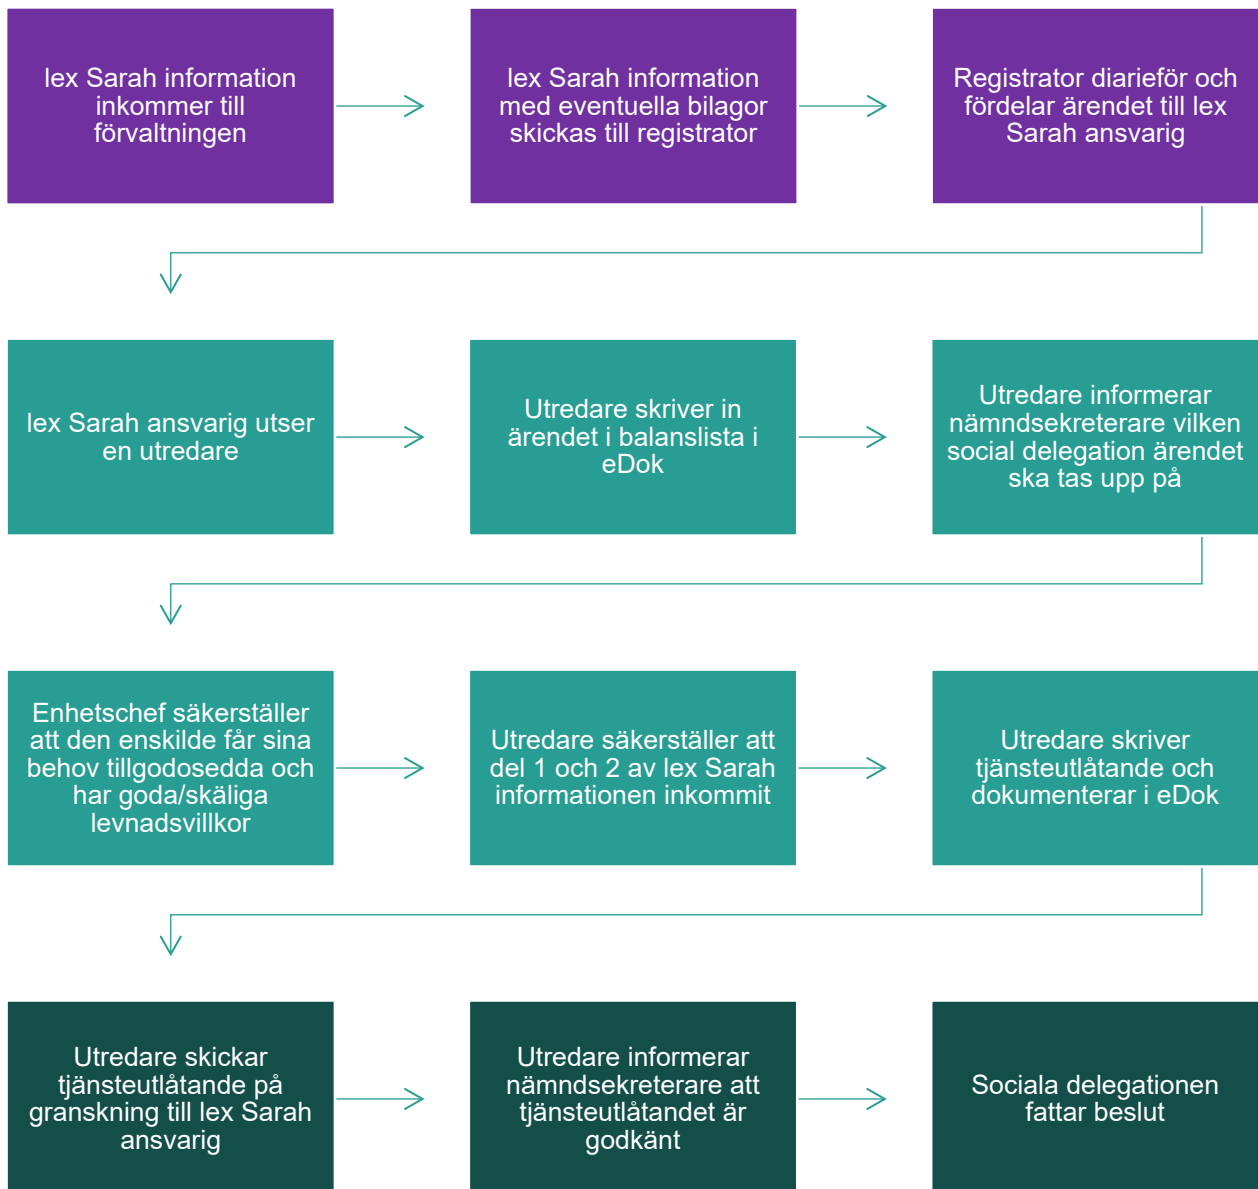 lex Sarah information
inkommer till
förvaltningen
lex Sarah information
med eventuella bilagor
skickas till registrator
Registrator diarieför och
fördelar ärendet till lex
Sarah ansvarig
lex Sarah ansvarig utser
en utredare
Utredare skriver in
ärendet i balanslista i
eDok
Utredare informerar
nämndsekreterare vilken
social delegation ärendet
ska tas upp på
Enhetschef säkerställer
att den enskilde får sina
behov tillgodosedda och
har goda/skäliga
levnadsvillkor
Utredare säkerställer att
del 1 och 2 av lex Sarah
informationen inkommit
Utredare skriver
tjänsteutlåtande och
dokumenterar i eDok
Utredare skickar
tjänsteutlåtande på
granskning till lex Sarah
ansvarig
Utredare informerar
nämndsekreterare att
tjänsteutlåtandet är
godkänt
Sociala delegationen
fattar beslut